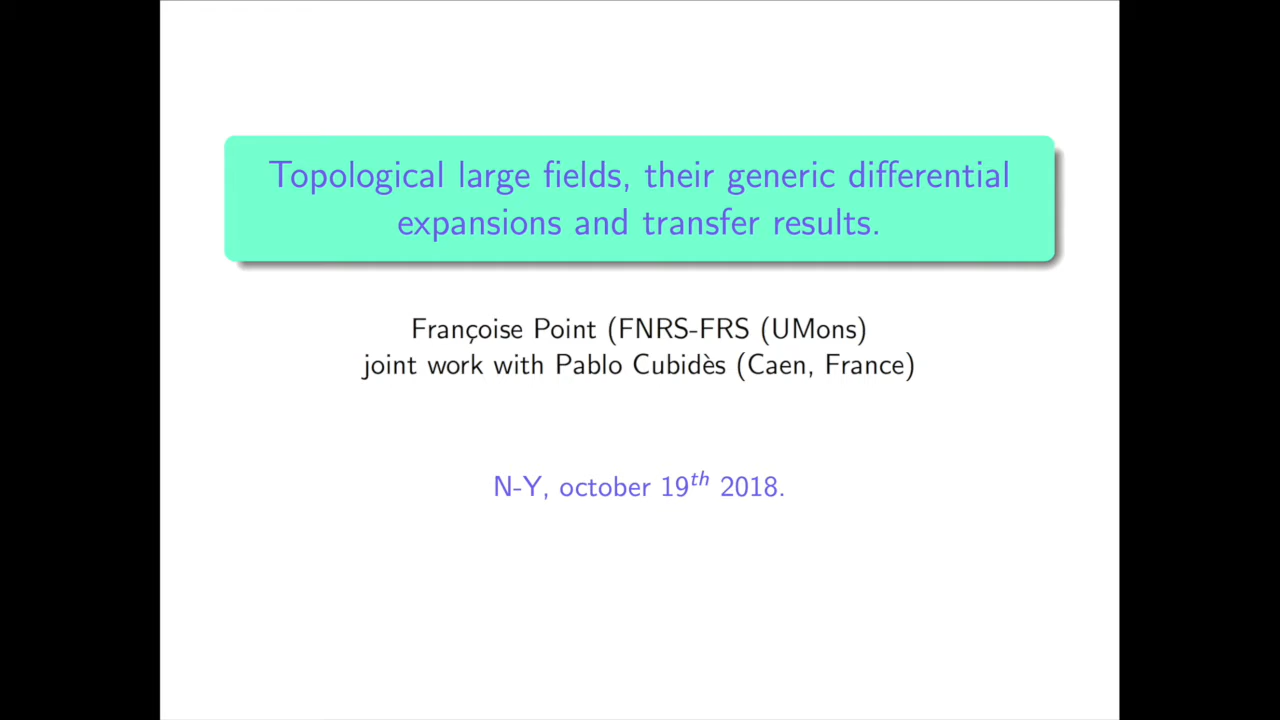 Topological large fields, their generic differential
expansions and transfer results.
Françoise Point (FNRS-FRS (UMons)
joint work with Pablo Cubidès (Caen, France)
N-Y, october 19th 2018.